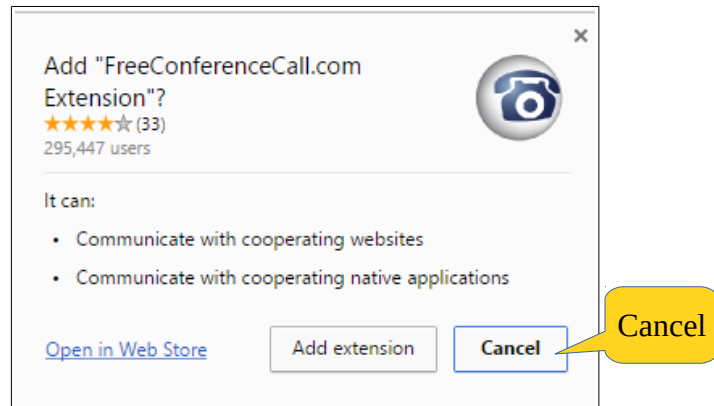 Add "FreeConferenceCall.com
Extension"?
(33)
295,447 users
It can:
• Communicate with cooperating websites
• Communicate with cooperating native applications
Open in Web Store Add extension Cancel
Cancel